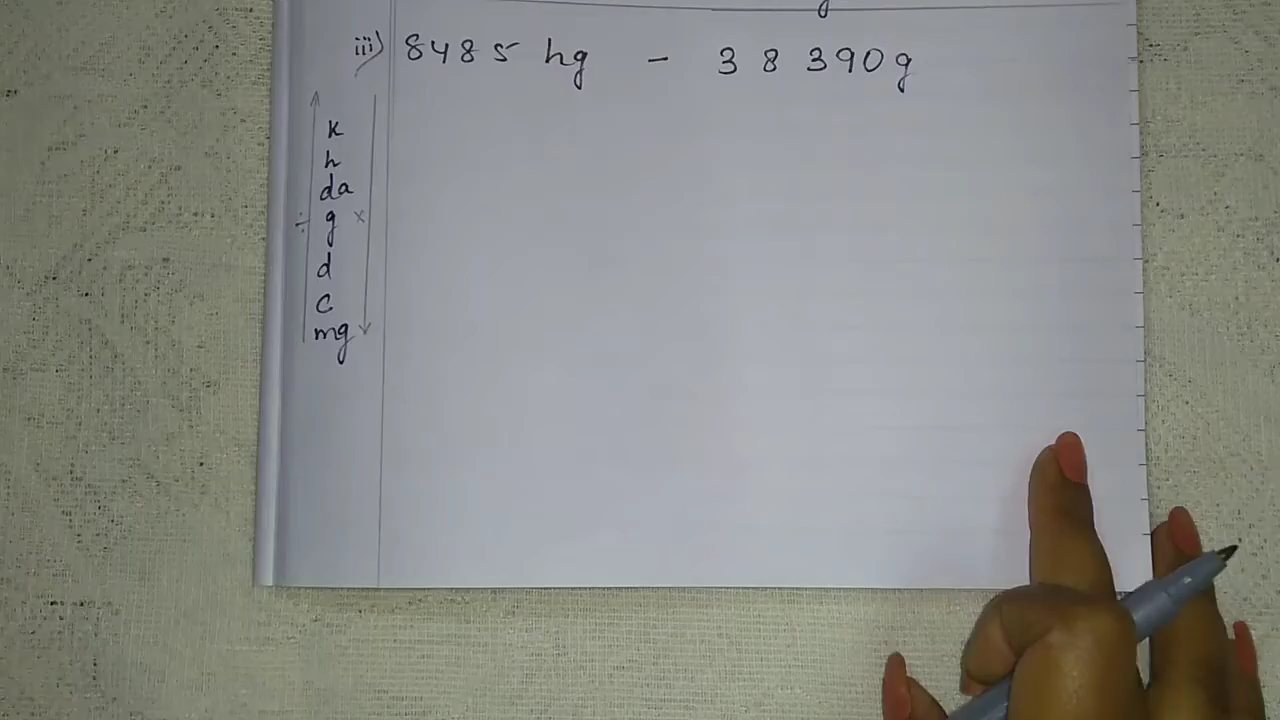 iii) 8485 hg - 38390g
k
h
da
÷ g ×
d
c
mg